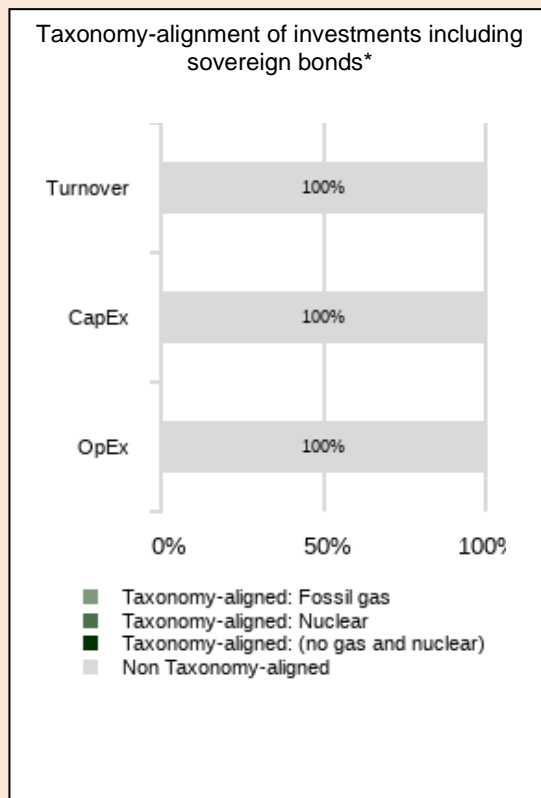 Taxonomy-alignment of investments including
sovereign bonds*
Turnover
100%
CapEx
100%
OpEx
100%
0%
50%
100%
Taxonomy-aligned: Fossil gas
Taxonomy-aligned: Nuclear
Taxonomy-aligned: (no gas and nuclear)
Non Taxonomy-aligned